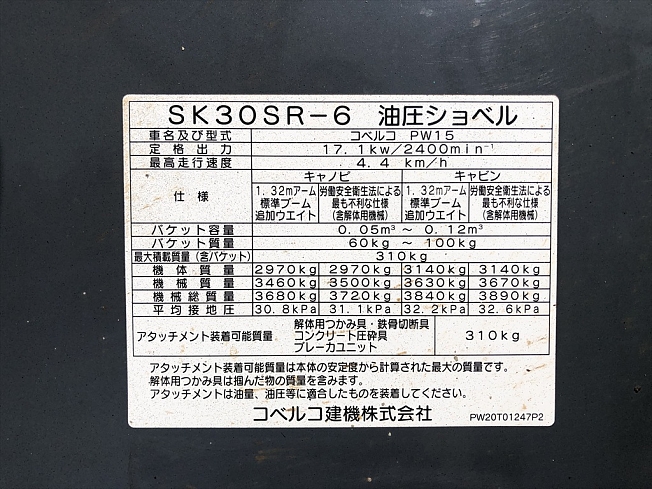 SK30SR-6 油圧ショベル
車名及び型式 コベルコ PW15
定格出力 17.1kw/2400min⁻¹
最高走行速度 4.4 km/h
仕様 キャノピ キャビン
1.32mアーム 労働安全衛生法による 1.32mアーム 労働安全衛生法による
標準ブーム 最も不利な仕様 標準ブーム 最も不利な仕様
追加ウエイト (含解体用機械) 追加ウエイト (含解体用機械)
バケット容量 0.05m³ ~ 0.12m³
バケット質量 60kg ~ 100kg
最大積載質量(含バケット) 310kg
機体質量 2970kg 2970kg 3140kg 3140kg
機械質量 3460kg 3500kg 3630kg 3670kg
機械総質量 3680kg 3720kg 3840kg 3890kg
平均接地圧 30.8kPa 31.1kPa 32.2kPa 32.6kPa
解体用つかみ具・鉄骨切断具
アタッチメント装着可能質量 コンクリート圧砕具 310kg
ブレーカユニット
アタッチメント装着可能質量は本体の安定度から計算された最大の質量です。
解体用つかみ具は掴んだ物の質量を含みます。
アタッチメントは油量、油圧等に適合したものを装着してください。
コベルコ建機株式会社 PW20T01247P2